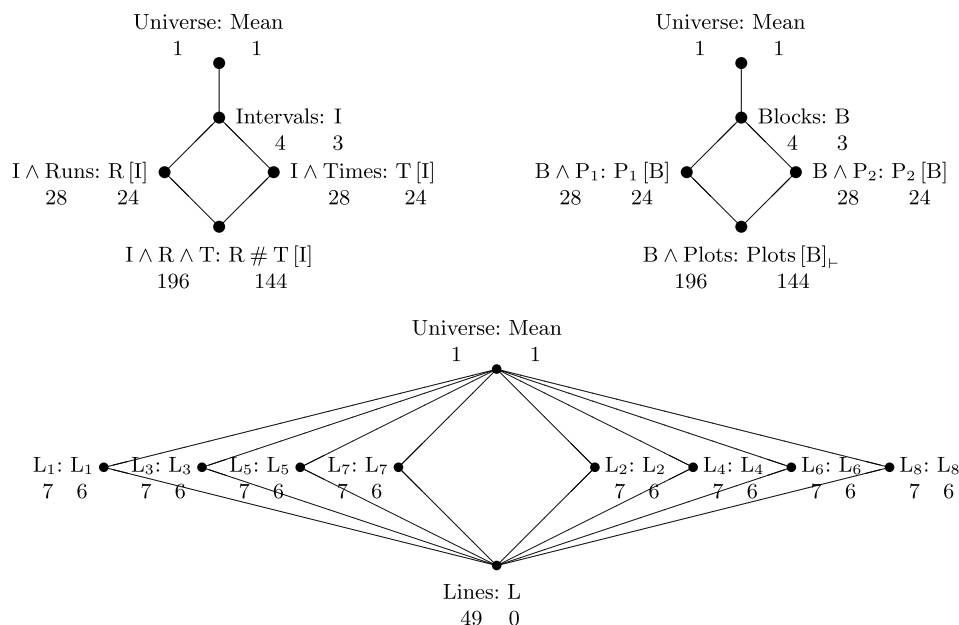 Universe: Mean
1 1
Intervals: I
4 3
I ∧ Runs: R [I]
28 24
I ∧ Times: T [I]
28 24
I ∧ R ∧ T: R # T [I]
196 144
Universe: Mean
1 1
Blocks: B
4 3
B ∧ P₁: P₁ [B]
28 24
B ∧ P₂: P₂ [B]
28 24
B ∧ Plots: Plots [B]⊢
196 144
Universe: Mean
1 1
L₁: L₁ L₃: L₃ L₅: L₅ L₇: L₇ L₂: L₂ L₄: L₄ L₆: L₆ L₈: L₈
7 6 7 6 7 6 7 6 7 6 7 6 7 6 7 6
Lines: L
49 0